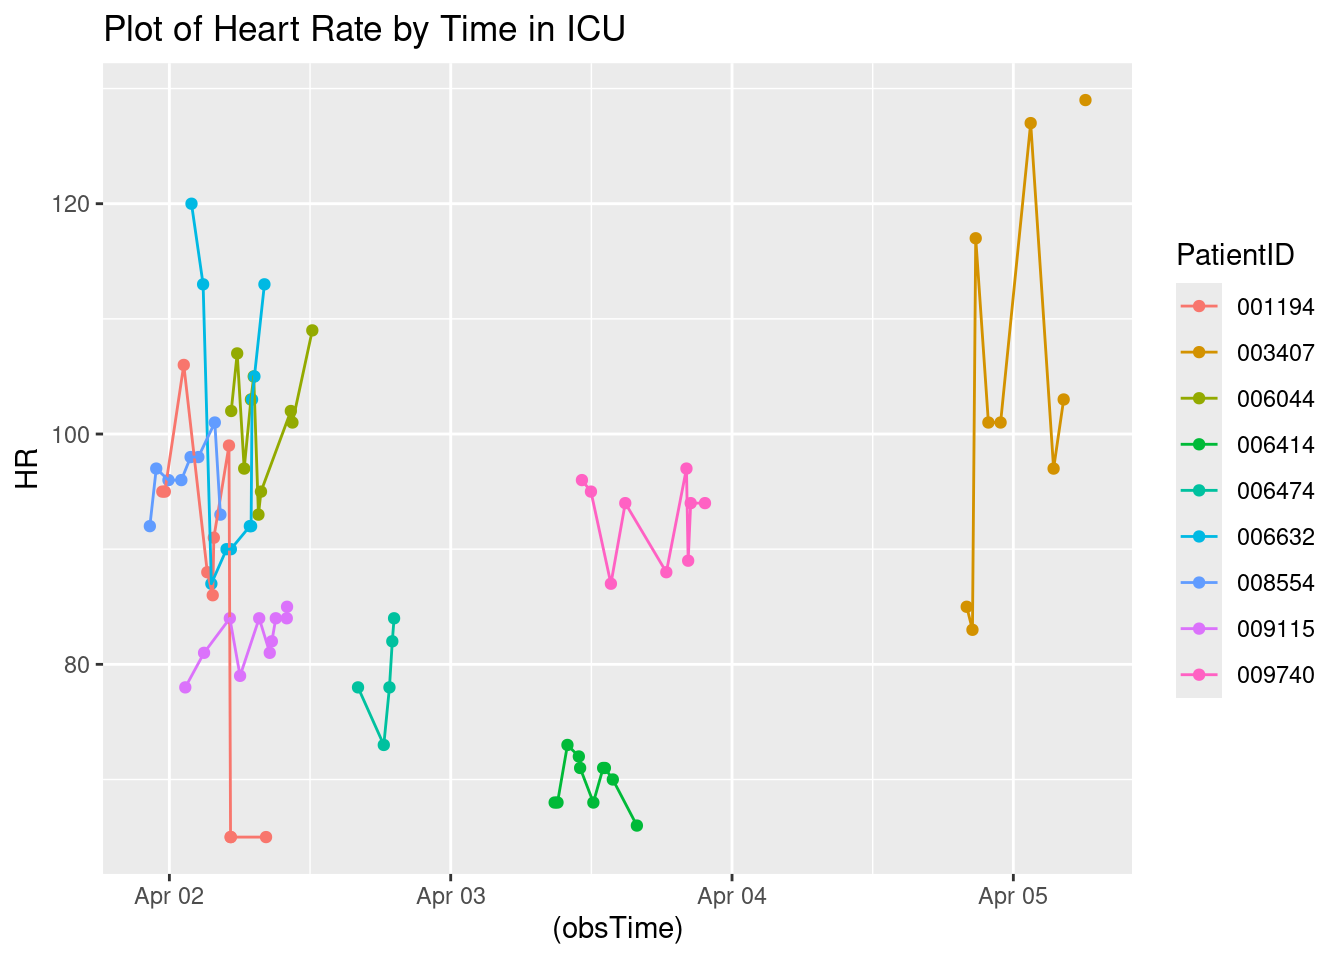 Plot of Heart Rate by Time in ICU
120
100
80
HR
Apr 02
Apr 03
Apr 04
Apr 05
(obsTime)
PatientID
001194
003407
006044
006414
006474
006632
008554
009115
009740